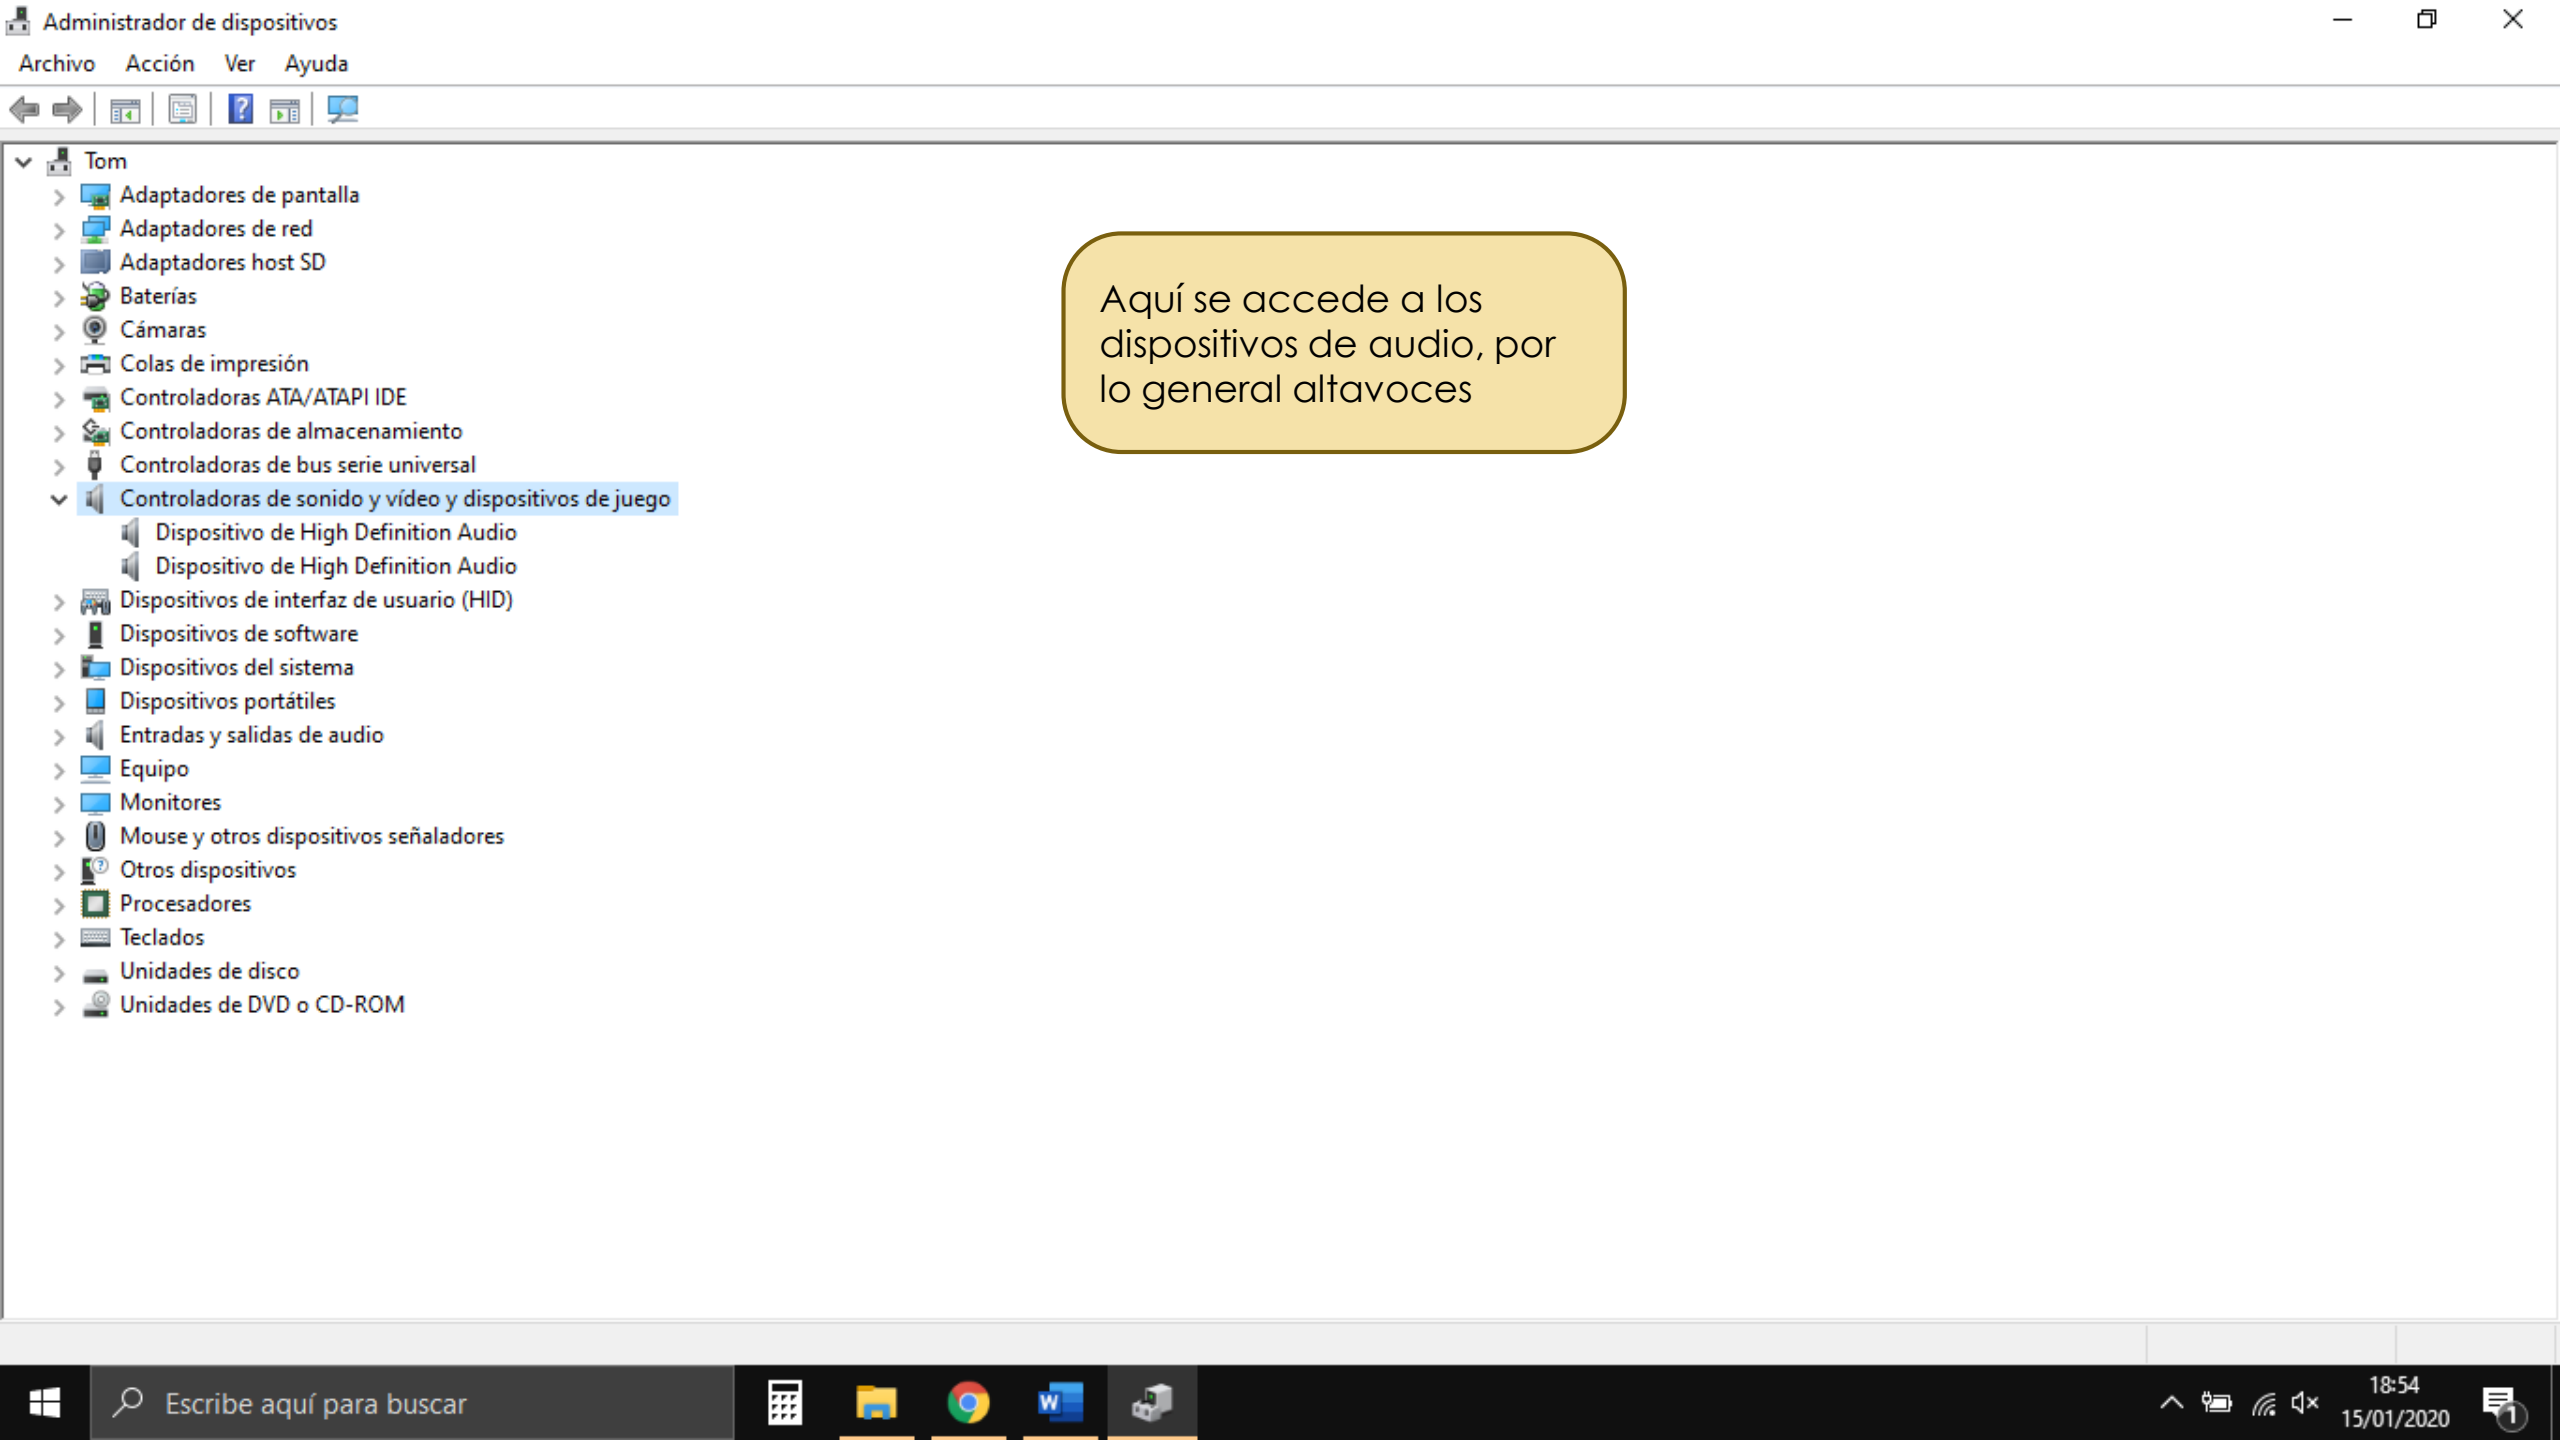 Administrador de dispositivos
Archivo Acción Ver Ayuda
Tom
Adaptadores de pantalla
Adaptadores de red
Adaptadores host SD
Baterías
Cámaras
Colas de impresión
Controladoras ATA/ATAPI IDE
Controladoras de almacenamiento
Controladoras de bus serie universal
Controladoras de sonido y vídeo y dispositivos de juego
Dispositivo de High Definition Audio
Dispositivo de High Definition Audio
Dispositivos de interfaz de usuario (HID)
Dispositivos de software
Dispositivos del sistema
Dispositivos portátiles
Entradas y salidas de audio
Equipo
Monitores
Mouse y otros dispositivos señaladores
Otros dispositivos
Procesadores
Teclados
Unidades de disco
Unidades de DVD o CD-ROM
Aquí se accede a los
dispositivos de audio, por
lo general altavoces
Escribe aquí para buscar
18:54
15/01/2020
1